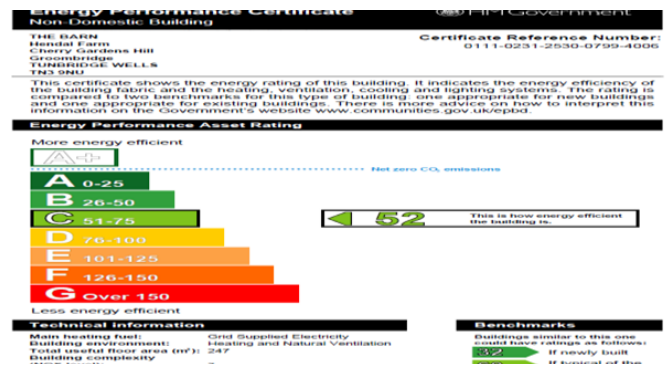 Energy Performance Certificate
HM Government
Non-Domestic Building
THE BARN
Hendal Farm
Cherry Gardens Hill
Groombridge
TUNBRIDGE WELLS
TN3 9NU
Certificate Reference Number:
0111-0231-2530-0799-4006
This certificate shows the energy rating of this building. It indicates the energy efficiency of
the building fabric and the heating, ventilation, cooling and lighting systems. The rating is
compared to two benchmarks for this type of building: one appropriate for new buildings
and one appropriate for existing buildings. There is more advice on how to interpret this
information on the Government's website www.communities.gov.uk/epbd.
Energy Performance Asset Rating
More energy efficient
A+
Net zero CO₂ emissions
A 0-25
B 26-50
C 51-75
52
This is how energy efficient
the building is.
D 76-100
E 101-125
F 126-150
G Over 150
Less energy efficient
Technical information
Main heating fuel: Grid Supplied Electricity
Building environment: Heating and Natural Ventilation
Total useful floor area (m²): 247
Building complexity
Benchmarks
Buildings similar to this one
could have ratings as follows:
32 If newly built
If typical of the